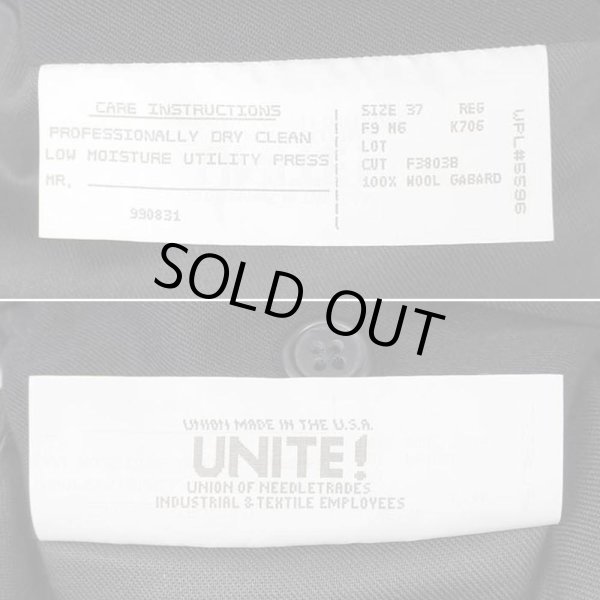 CARE INSTRUCTIONS
PROFESSIONALLY DRY CLEAN
LOW MOISTURE UTILITY PRESS
MR,
990831
SIZE 37 REG
F9 M6 K706
LOT
CUT F3803B
100% WOOL GABARD
WPL#5596
SOLD OUT
UNION MADE IN THE U.S.A.
UNITE!
UNION OF NEEDLETRADES
INDUSTRIAL & TEXTILE EMPLOYEES